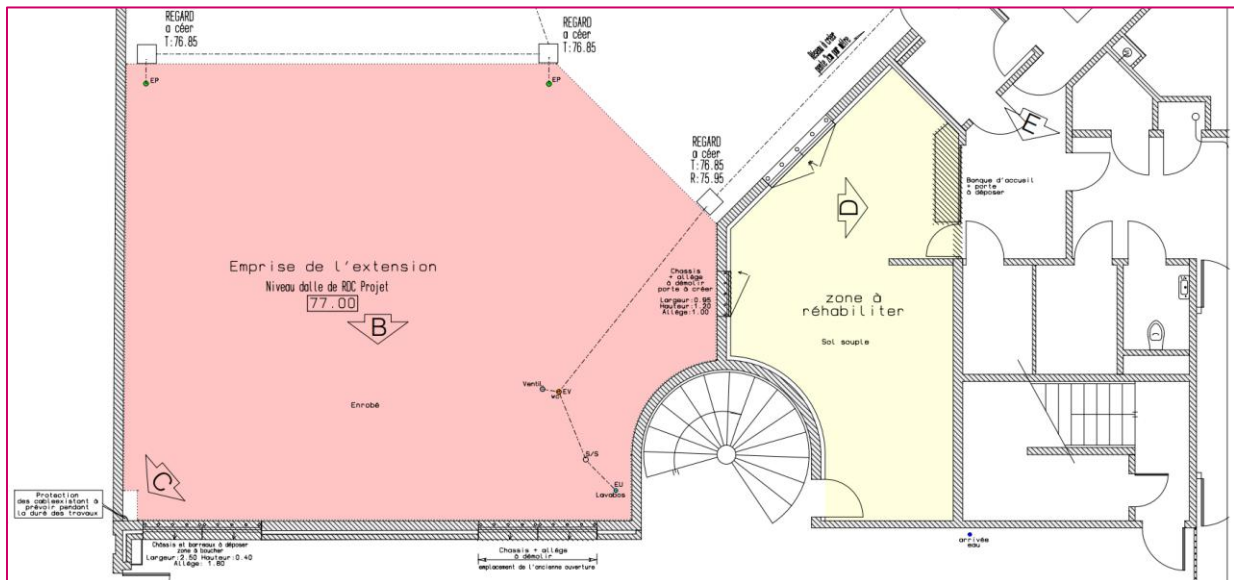 REGARD
a céer
T:76.85
REGARD
a céer
T:76.85
EP
EP
REGARD
a céer
T:76.85
R:75.95
E
D
Banque d'accueil
+ porte
à déposer
Emprise de l'extension
Niveau dalle de RDC Projet
77.00
B
Chassis
+ allège
à démolir
porte à créer
Largeur:0.95
Hauteur:1.20
Allège:1.00
zone à
réhabiliter
Sol souple
Enrobé
Ventil
EV
S/S
EU
Lavabos
C
Protection
des cableexistant à
prévoir pendant
la duré des travaux
Châssis et barreaux à déposer
zone à boucher
Largeur:2.50 Hauteur:0.40
Allège: 1.80
Chassis + allège
à démolir
emplacement de l'ancienne ouverture
arrivée
eau